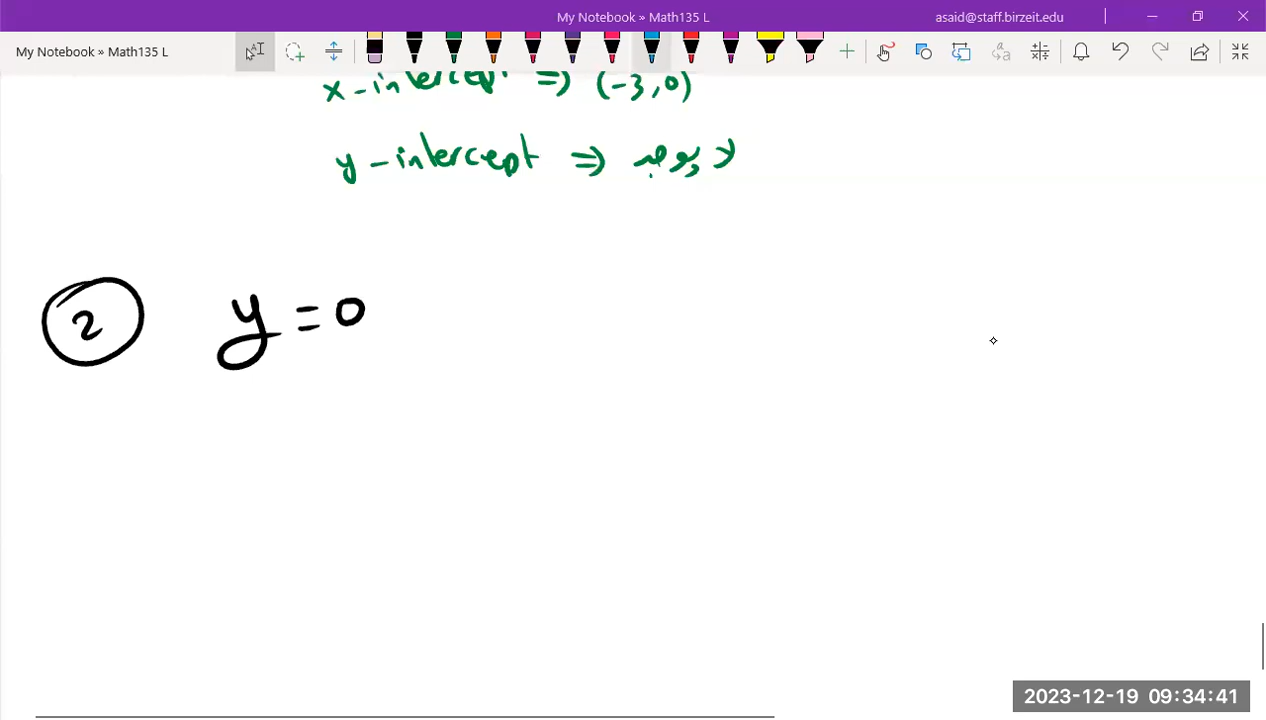 My Notebook » Math135 L
asaid@staff.birzeit.edu
My Notebook » Math135 L
x-intercept ⇒ (-3,0)
y-intercept ⇒ لا يوجد
2 y = 0
2023-12-19 09:34:41